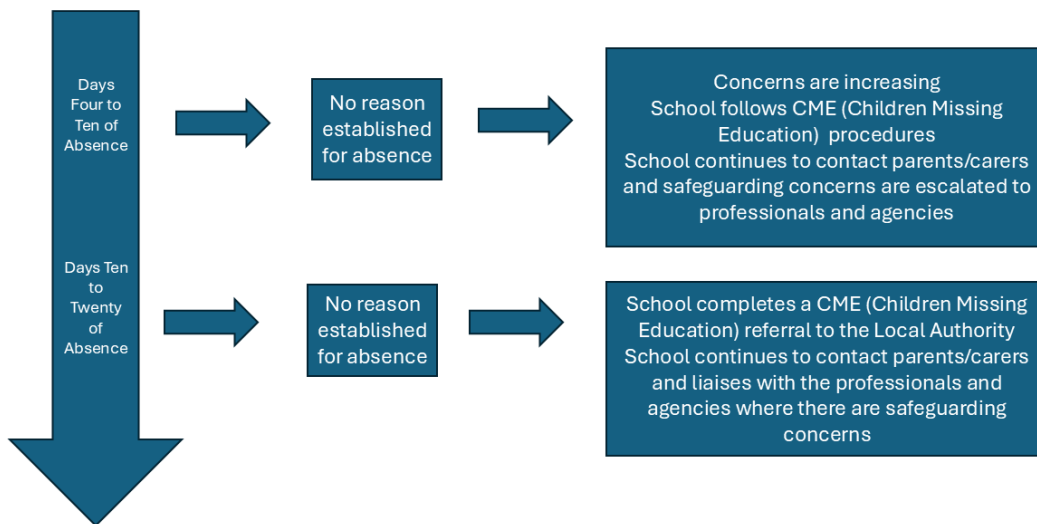 Days
Four to
Ten of
Absence
No reason
established
for absence
Concerns are increasing
School follows CME (Children Missing
Education) procedures
School continues to contact parents/carers
and safeguarding concerns are escalated to
professionals and agencies
Days Ten
to
Twenty
of
Absence
No reason
established
for absence
School completes a CME (Children Missing
Education) referral to the Local Authority
School continues to contact parents/carers
and liaises with the professionals and
agencies where there are safeguarding
concerns